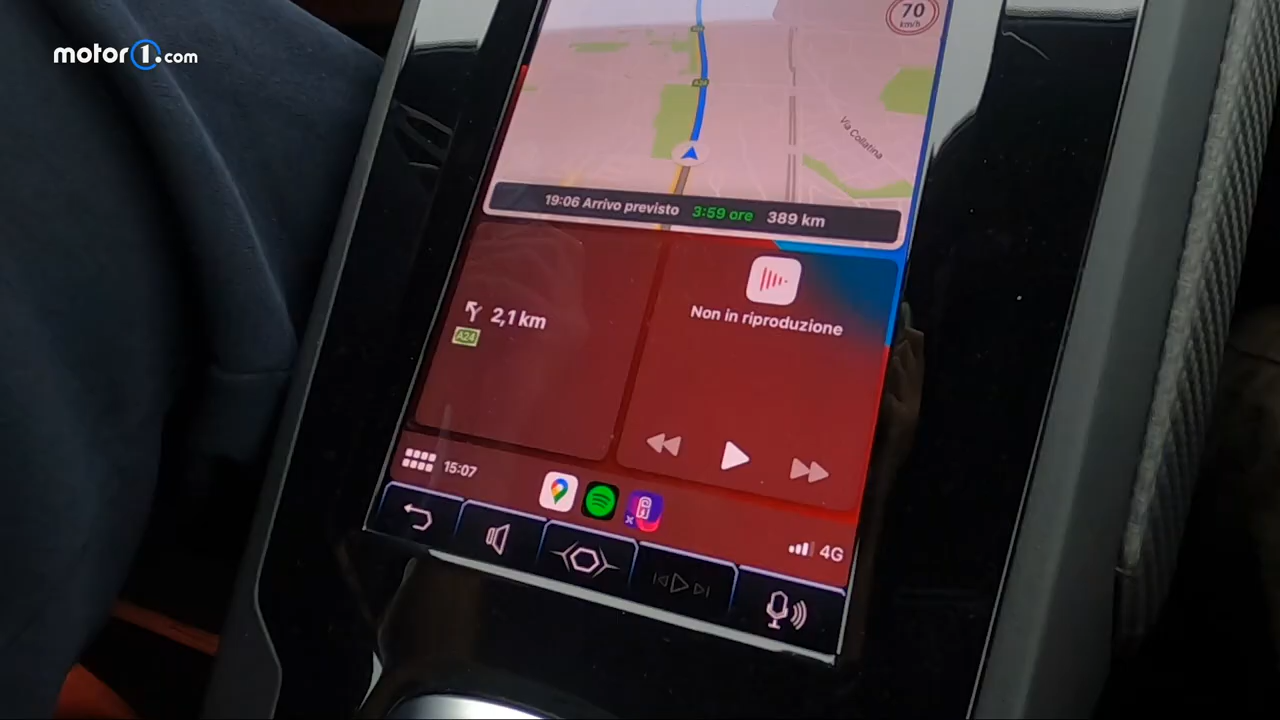 motor1.com
70
km/h
A24
Via Collatina
19:06 Arrivo previsto 3:59 ore 389 km
2,1 km
A24
Non in riproduzione
15:07
4G